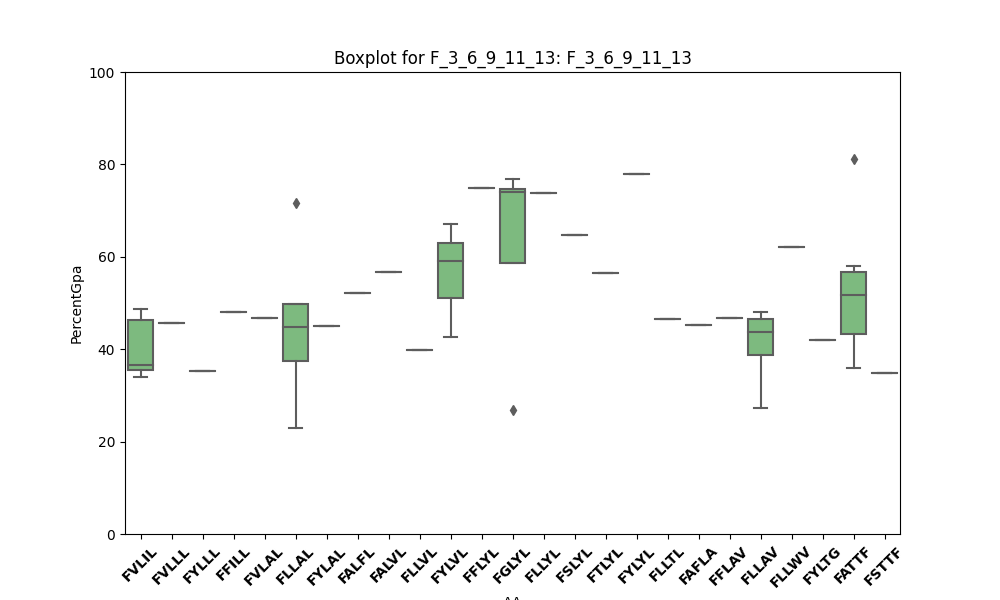 Boxplot for F_3_6_9_11_13: F_3_6_9_11_13
100
80
60
40
20
0
PercentGpa
FVLIL
FVLLL
FYLLL
FFILL
FVLAL
FLLAL
FYLAL
FALFL
FALVL
FLLVL
FYLVL
FFLYL
FGLYL
FLLYL
FSLYL
FTLYL
FYLYL
FLLTL
FAFLA
FFLAV
FLLAV
FLLWV
FYLTG
FATTF
FSTTF